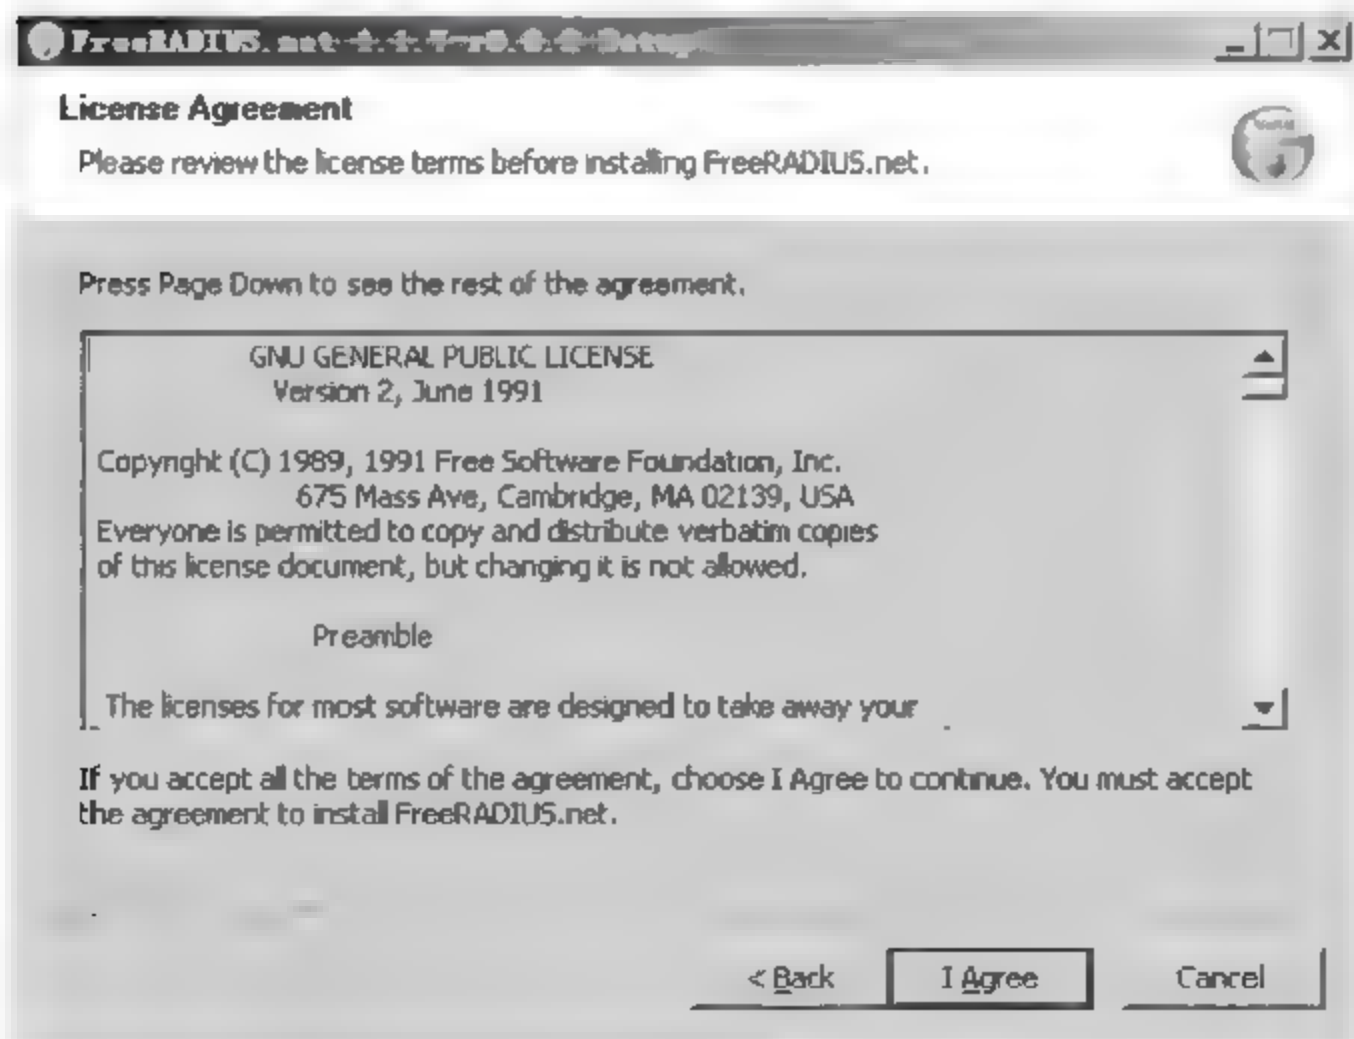 FreeRADIUS.net
License Agreement
Please review the license terms before installing FreeRADIUS.net.
Press Page Down to see the rest of the agreement.
GNU GENERAL PUBLIC LICENSE
Version 2, June 1991
Copyright (C) 1989, 1991 Free Software Foundation, Inc.
675 Mass Ave, Cambridge, MA 02139, USA
Everyone is permitted to copy and distribute verbatim copies
of this license document, but changing it is not allowed.
Preamble
The licenses for most software are designed to take away your
If you accept all the terms of the agreement, choose I Agree to continue. You must accept
the agreement to install FreeRADIUS.net.
< Back
I Agree
Cancel